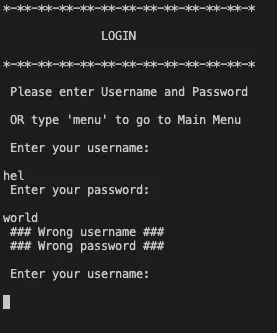 *-**-**-**-**-**-**-**-**-**-**-**-*
LOGIN
*-**-**-**-**-**-**-**-**-**-**-**-*
Please enter Username and Password
OR type 'menu' to go to Main Menu
Enter your username:
hel
Enter your password:
world
### Wrong username ###
### Wrong password ###
Enter your username: